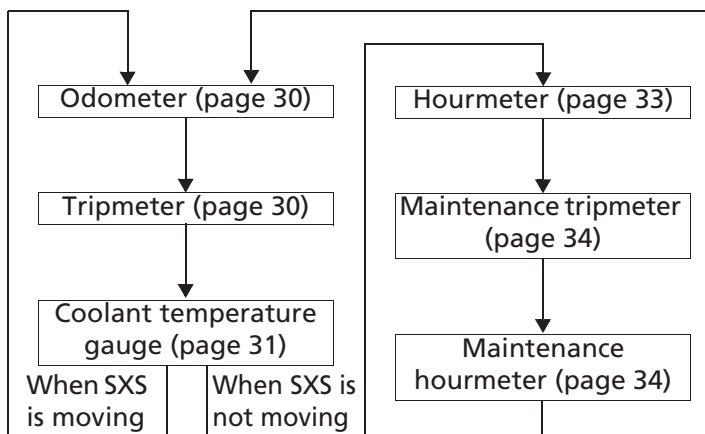 Odometer (page 30)
Tripmeter (page 30)
Coolant temperature
gauge (page 31)
When SXS
is moving
When SXS is
not moving
Hourmeter (page 33)
Maintenance tripmeter
(page 34)
Maintenance
hourmeter (page 34)